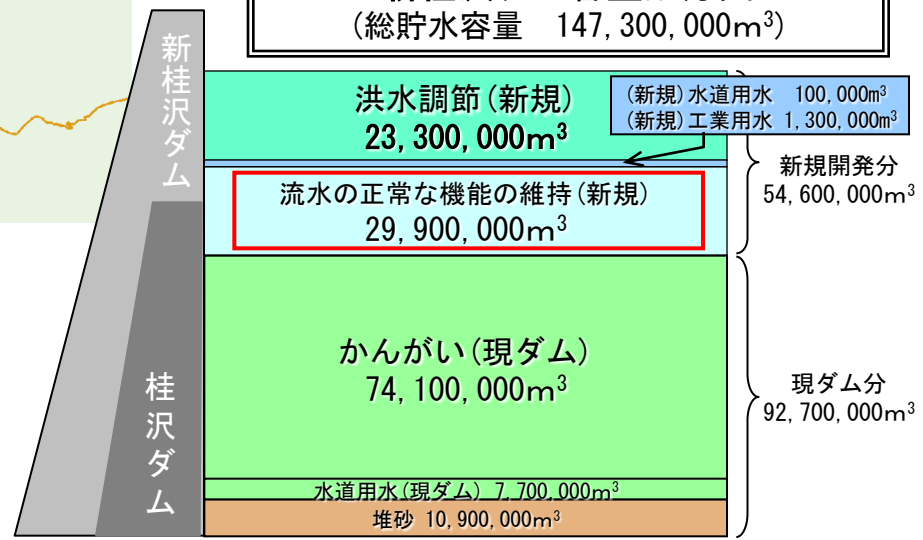 (総貯水容量 147,300,000m³)
新桂沢ダム
洪水調節(新規)
23,300,000m³
(新規)水道用水 100,000m³
(新規)工業用水 1,300,000m³
新規開発分
54,600,000m³
流水の正常な機能の維持(新規)
29,900,000m³
桂沢ダム
かんがい(現ダム)
74,100,000m³
現ダム分
92,700,000m³
水道用水(現ダム) 7,700,000m³
堆砂 10,900,000m³